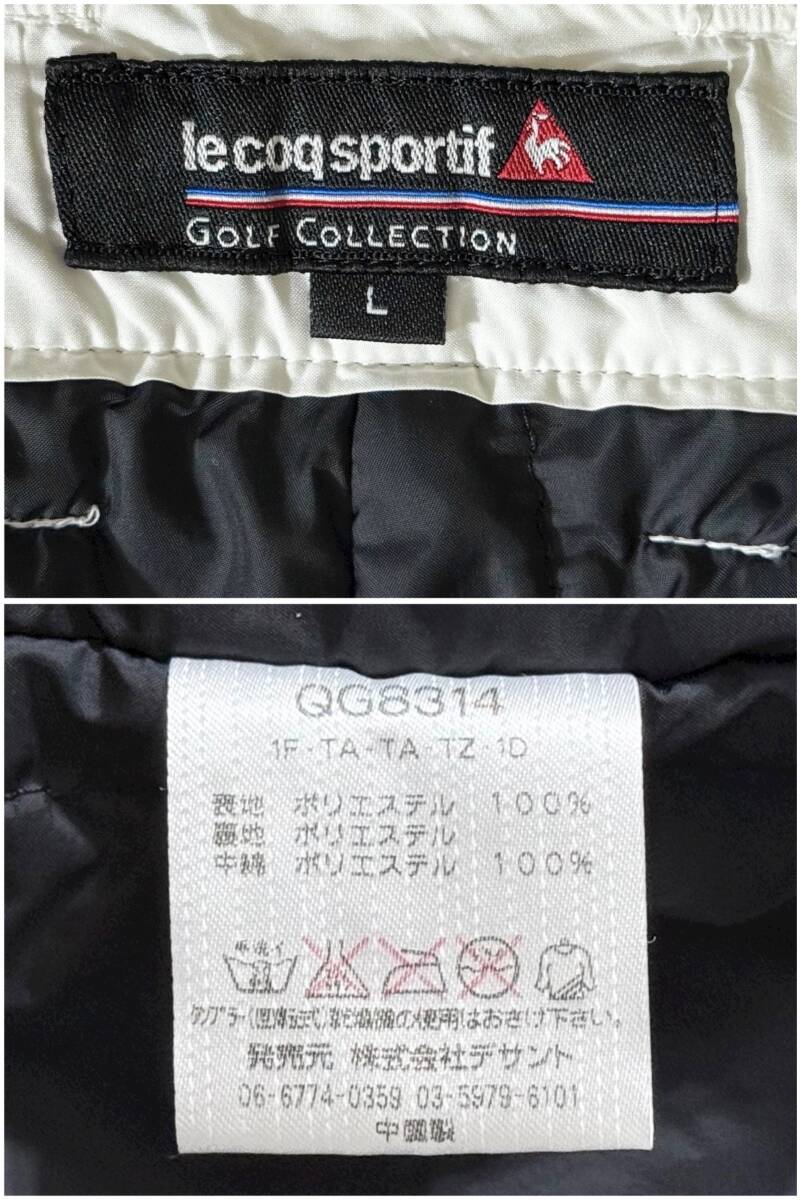 le coq sportif
GOLF COLLECTION
L
QG8314
1F-TA-TA-TZ-1D
表地 ポリエステル 100%
裏地 ポリエステル
中綿 ポリエステル 100%
タンブラー(回転式)乾燥機の使用はおさけ下さい。
発売元 株式会社デサント
06-6774-0359 03-5979-6101
中国製